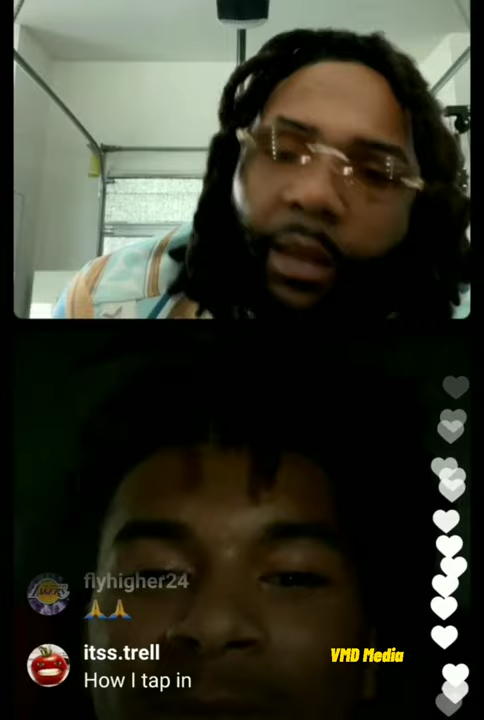 flyhigher24
🙏🙏
itss.trell
How I tap in
VMD Media